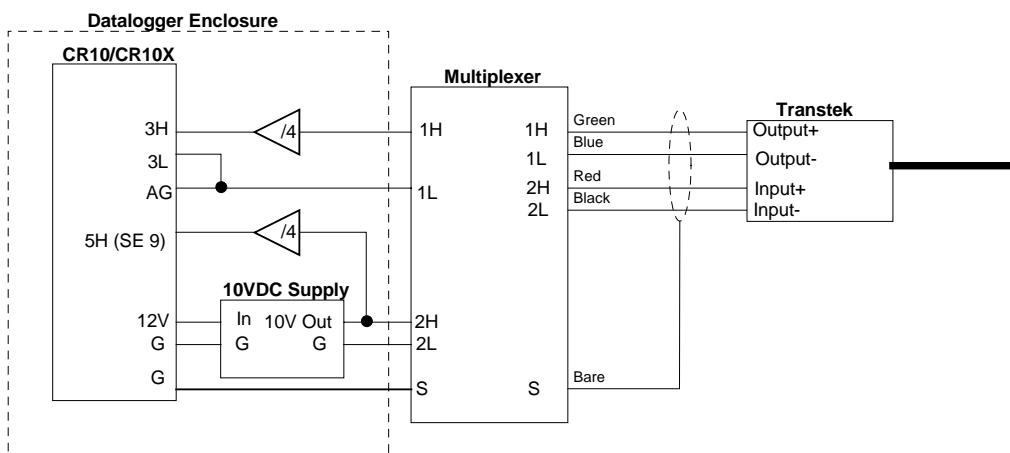 Datalogger Enclosure
CR10/CR10X
Multiplexer
Transtek
3H
/4
1H
1H
Green
Output+
3L
1L
Blue
Output-
AG
1L
2H
Red
Input+
2L
Black
Input-
5H (SE 9)
/4
10VDC Supply
12V
In
10V Out
2H
G
G
G
2L
G
S
S
Bare